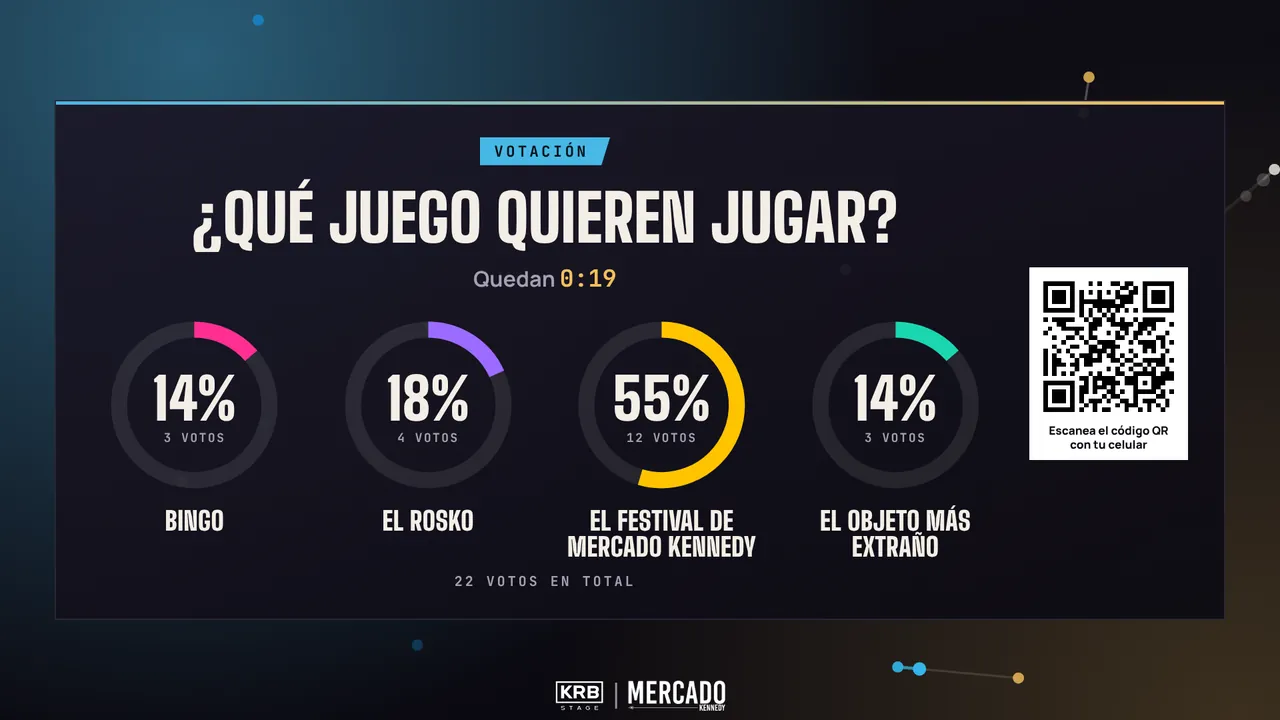 VOTACIÓN
¿QUÉ JUEGO QUIEREN JUGAR?
Quedan 0:19
14%
3 VOTOS
BINGO
18%
4 VOTOS
EL ROSKO
55%
12 VOTOS
EL FESTIVAL DE
MERCADO KENNEDY
14%
3 VOTOS
EL OBJETO MÁS
EXTRAÑO
Escanea el código QR
con tu celular
22 VOTOS EN TOTAL
KRB
STAGE
MERCADO
KENNEDY